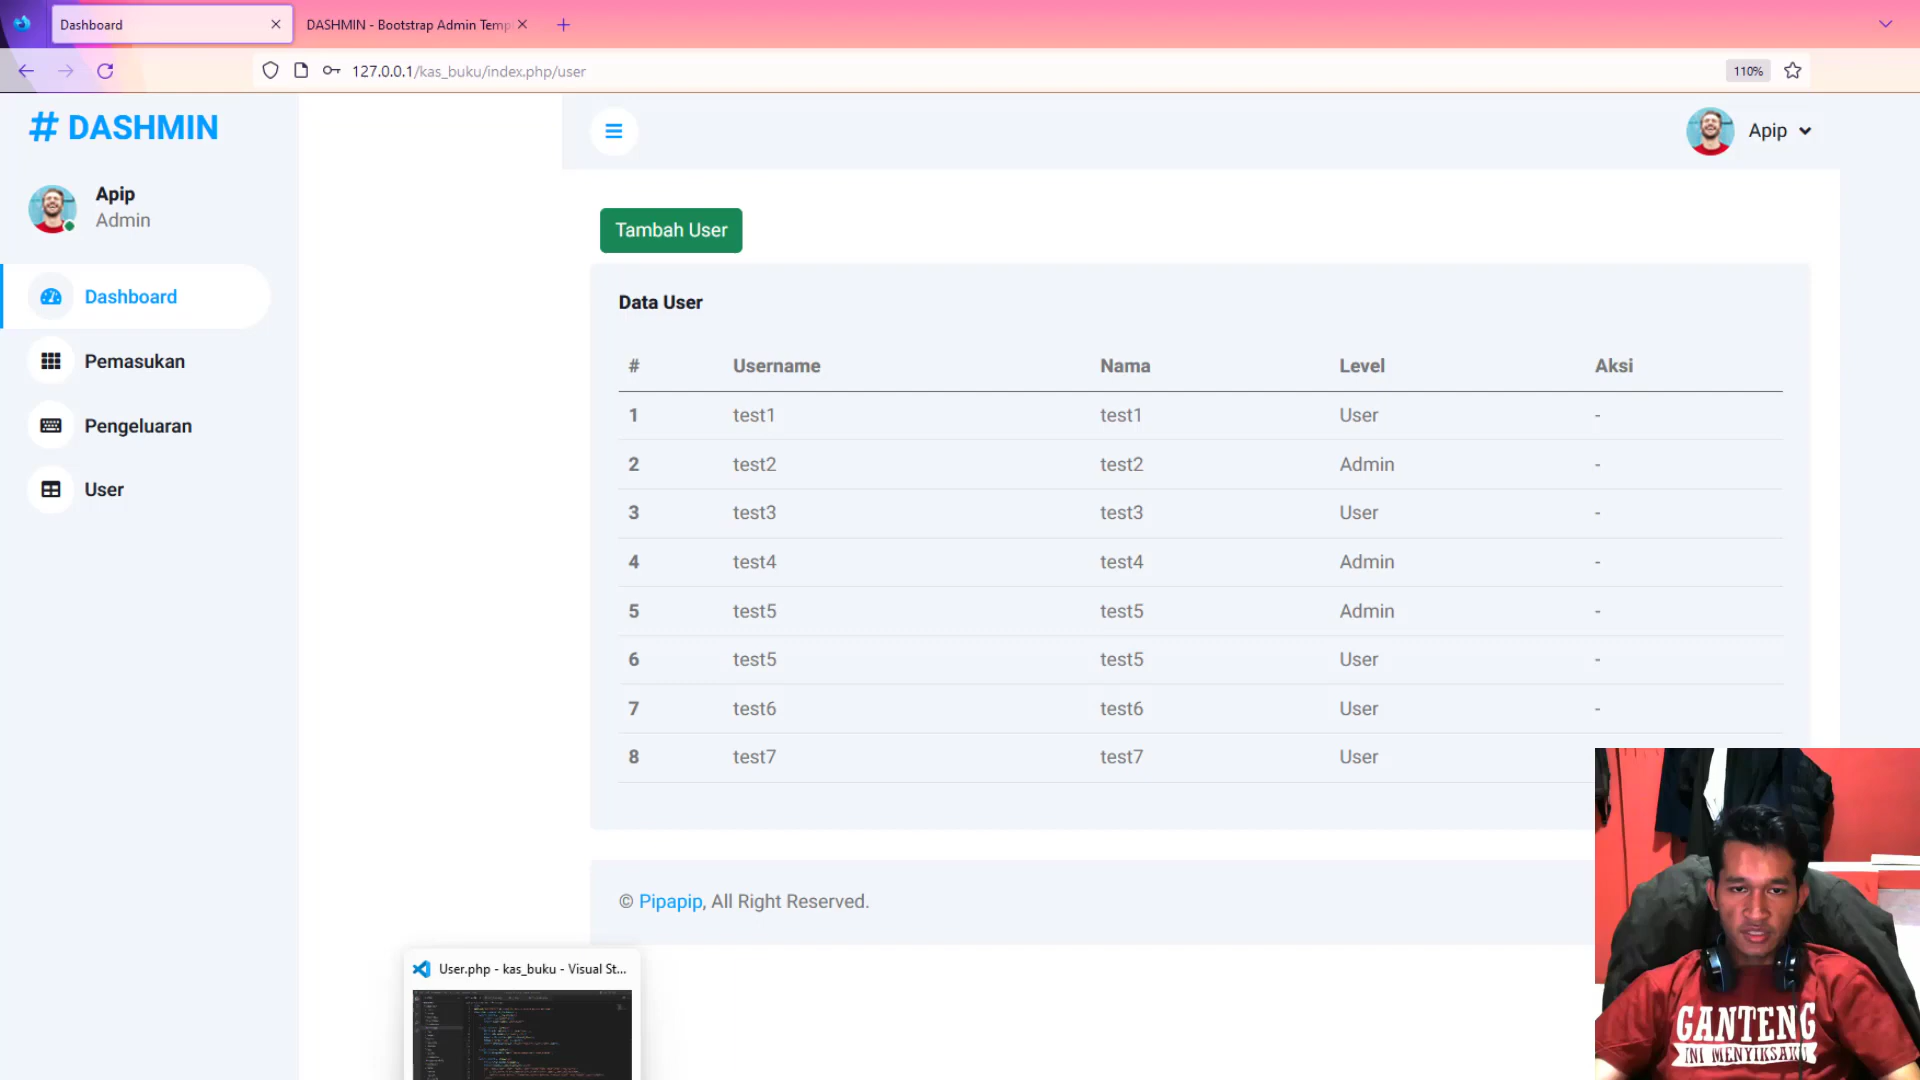 Dashboard
DASHMIN - Bootstrap Admin Temp
127.0.0.1/kas_buku/index.php/user
110%
# DASHMIN
Apip
Admin
Apip
Dashboard
Pemasukan
Pengeluaran
User
Tambah User
Data User
# Username Nama Level Aksi
1 test1 test1 User -
2 test2 test2 Admin -
3 test3 test3 User -
4 test4 test4 Admin -
5 test5 test5 Admin -
6 test5 test5 User -
7 test6 test6 User -
8 test7 test7 User
© Pipapip, All Right Reserved.
User.php - kas_buku - Visual St...
GANTENG
INI MENYIKSAKU